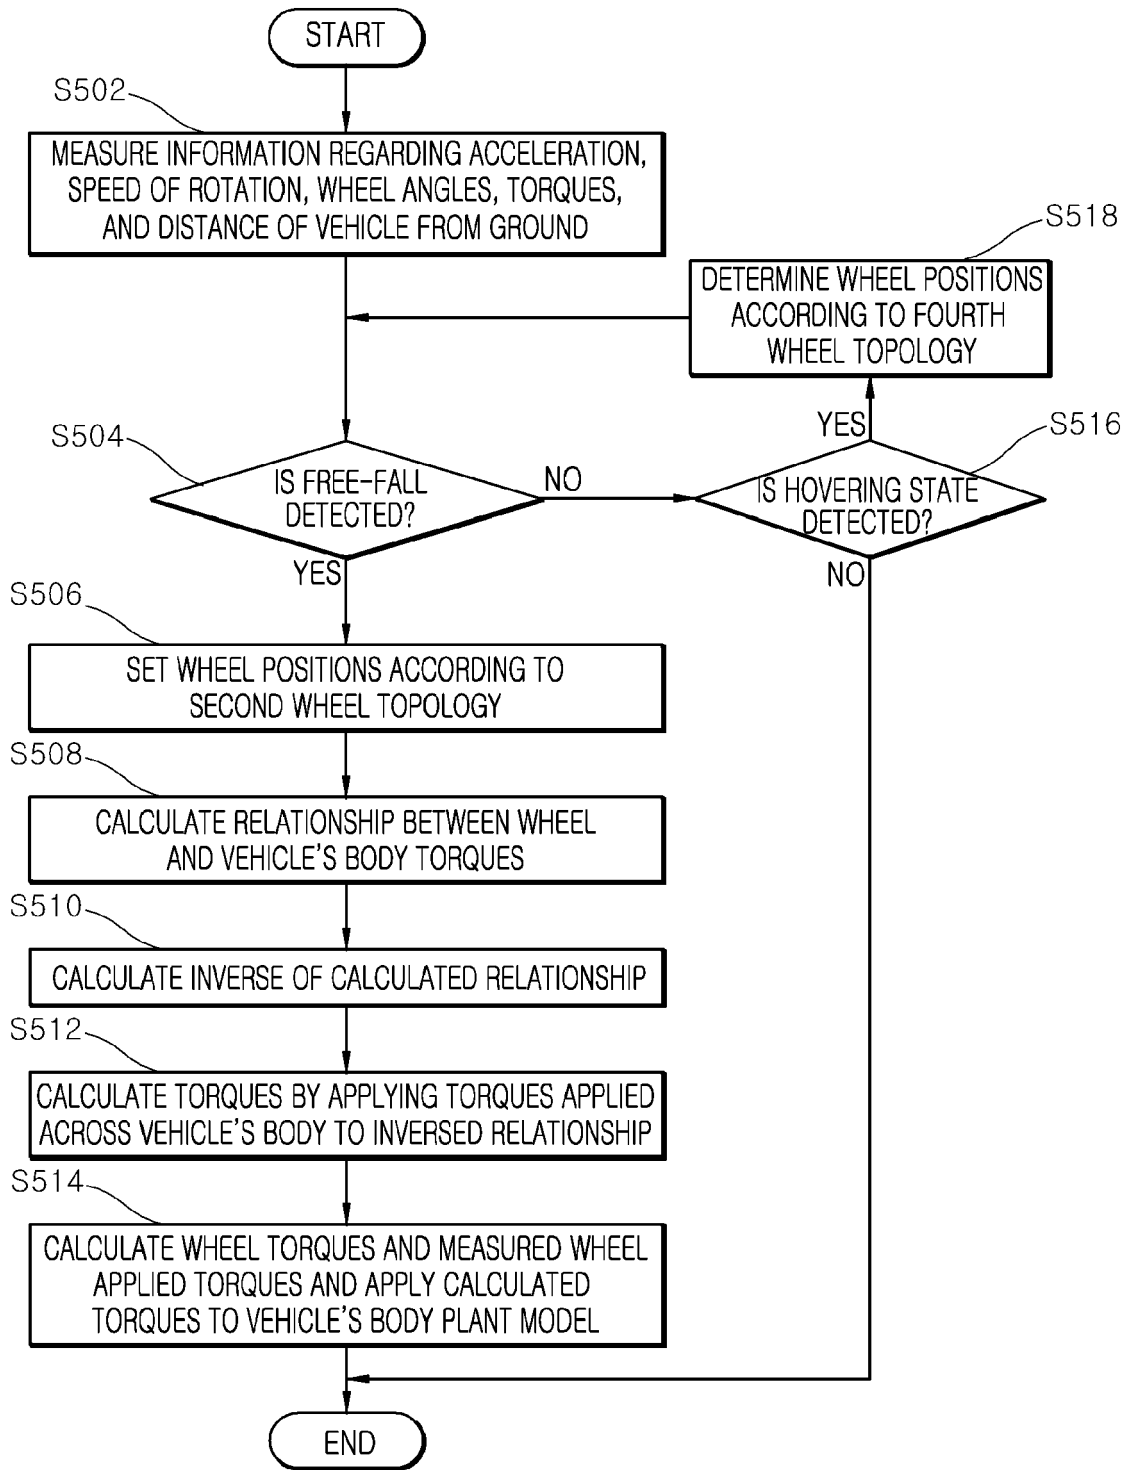 START
S502
MEASURE INFORMATION REGARDING ACCELERATION,
SPEED OF ROTATION, WHEEL ANGLES, TORQUES,
AND DISTANCE OF VEHICLE FROM GROUND
S518
DETERMINE WHEEL POSITIONS
ACCORDING TO FOURTH
WHEEL TOPOLOGY
S504
IS FREE-FALL
DETECTED?
NO
YES
S516
YES
IS HOVERING STATE
DETECTED?
NO
S506
SET WHEEL POSITIONS ACCORDING TO
SECOND WHEEL TOPOLOGY
S508
CALCULATE RELATIONSHIP BETWEEN WHEEL
AND VEHICLE'S BODY TORQUES
S510
CALCULATE INVERSE OF CALCULATED RELATIONSHIP
S512
CALCULATE TORQUES BY APPLYING TORQUES APPLIED
ACROSS VEHICLE'S BODY TO INVERSED RELATIONSHIP
S514
CALCULATE WHEEL TORQUES AND MEASURED WHEEL
APPLIED TORQUES AND APPLY CALCULATED
TORQUES TO VEHICLE'S BODY PLANT MODEL
END